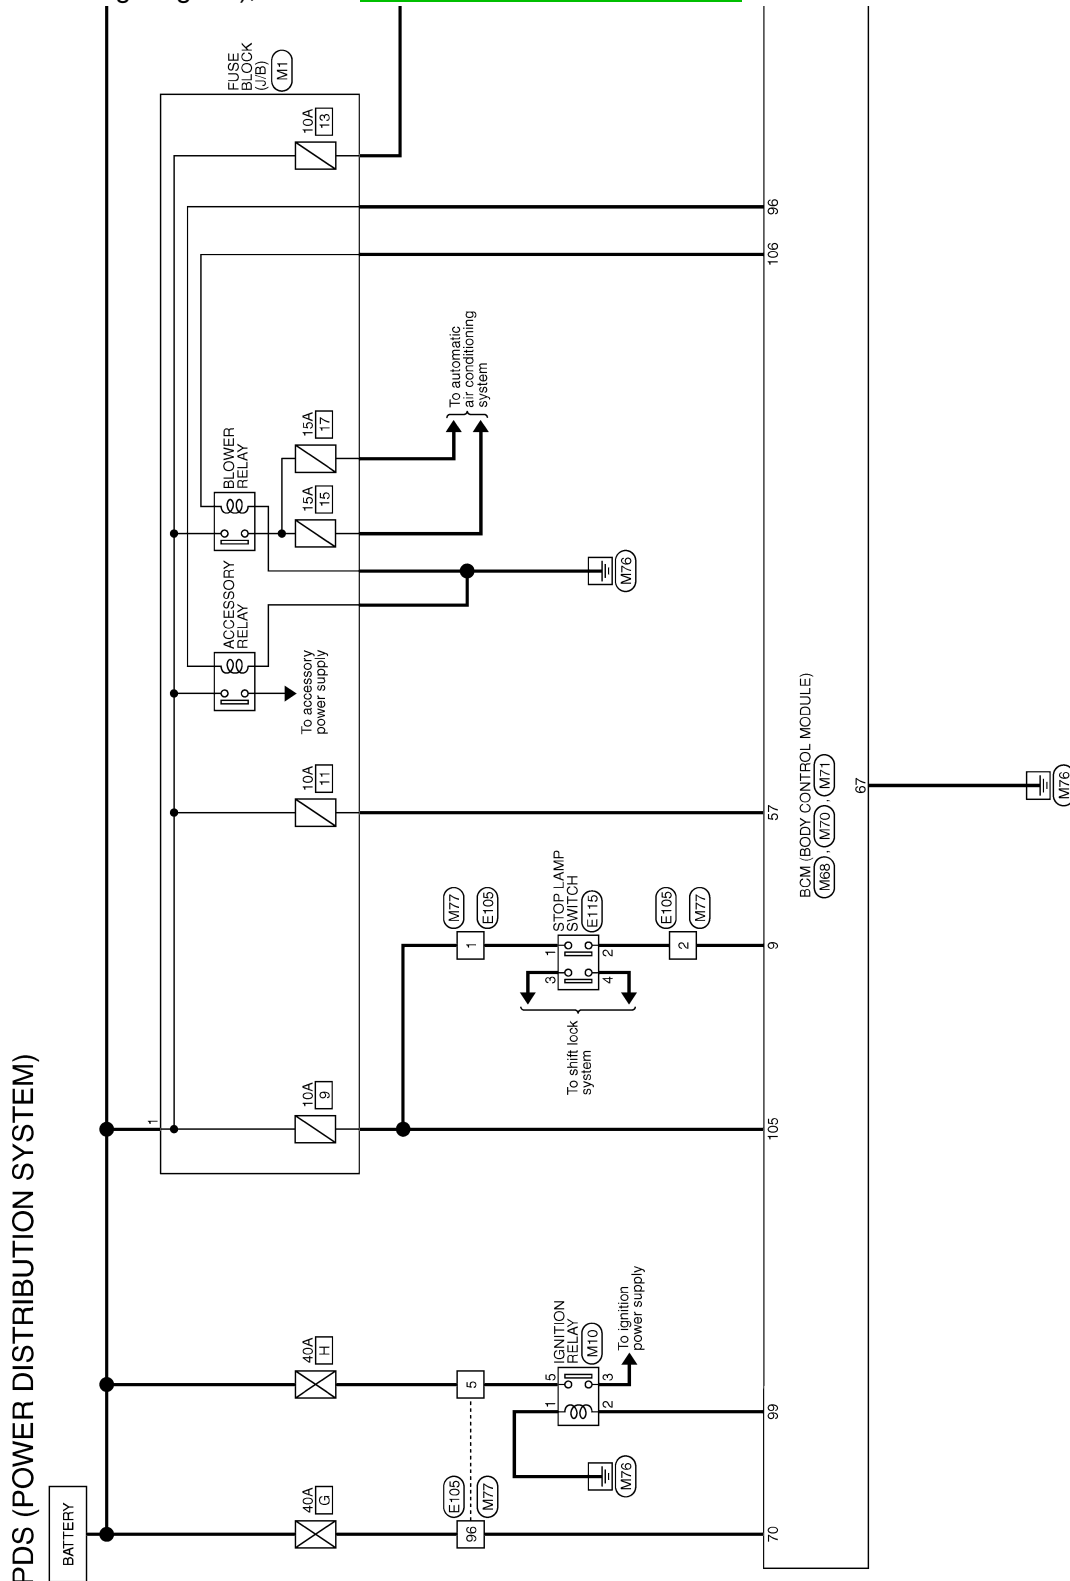 PDS (POWER DISTRIBUTION SYSTEM)
BATTERY
40A
G
40A
H
E105
M77
96
5
IGNITION
RELAY
M10
5
3
1
2
To ignition
power supply
M76
70
99
1
FUSE
BLOCK
(J/B)
M1
10A
9
10A
11
ACCESSORY
RELAY
To accessory
power supply
BLOWER
RELAY
15A
15
15A
17
10A
13
To automatic
air conditioning
system
M76
M77
E105
1
STOP LAMP
SWITCH
E115
1
2
3
4
To shift lock
system
E105
M77
2
105
9
57
106
96
BCM (BODY CONTROL MODULE)
M68 , M70 , M71
67
M76